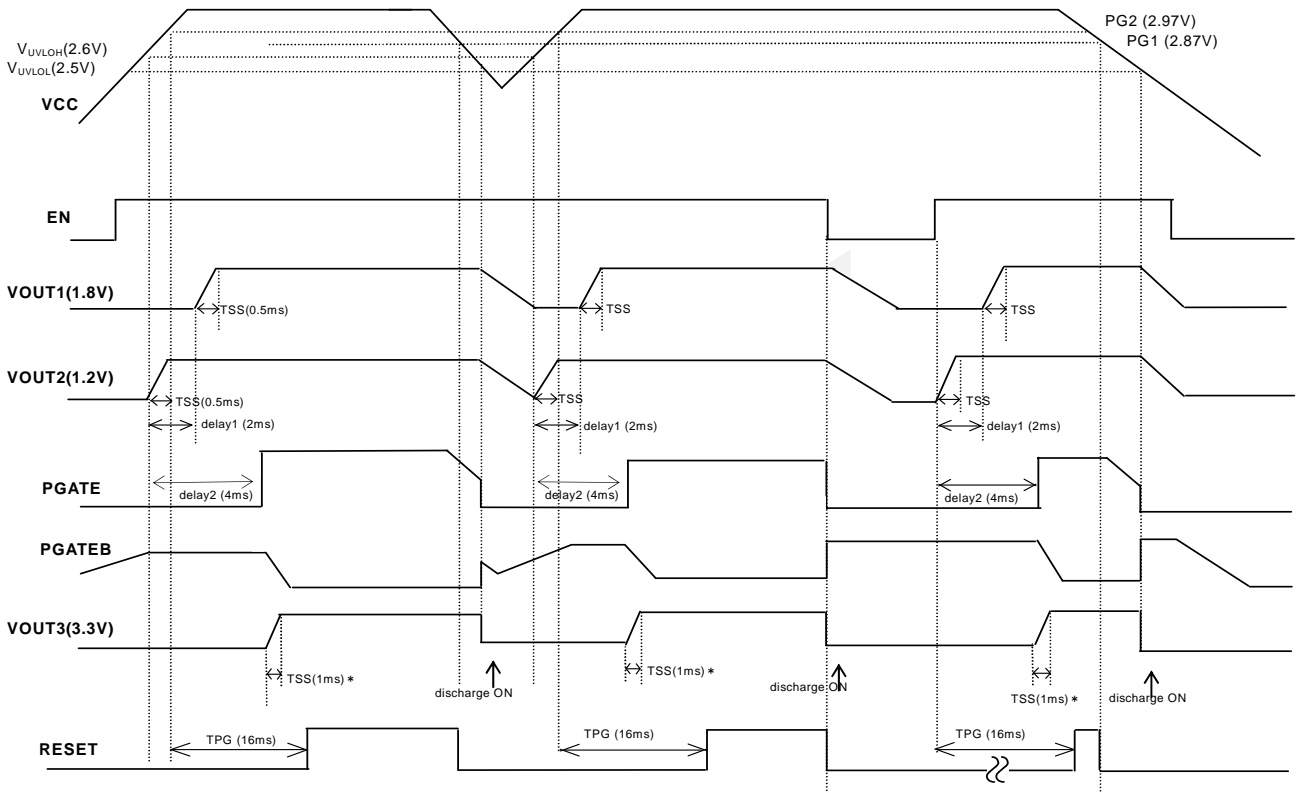 PG2 (2.97V)
PG1 (2.87V)
VUVLOH(2.6V)
VUVLOL(2.5V)
VCC
EN
VOUT1(1.8V)
TSS(0.5ms)
TSS
TSS
VOUT2(1.2V)
TSS(0.5ms)
TSS
TSS
delay1 (2ms)
delay1 (2ms)
delay1 (2ms)
PGATE
delay2 (4ms)
delay2 (4ms)
delay2 (4ms)
PGATEB
VOUT3(3.3V)
TSS(1ms)*
TSS(1ms)*
TSS(1ms)*
discharge ON
discharge ON
discharge ON
RESET
TPG (16ms)
TPG (16ms)
TPG (16ms)